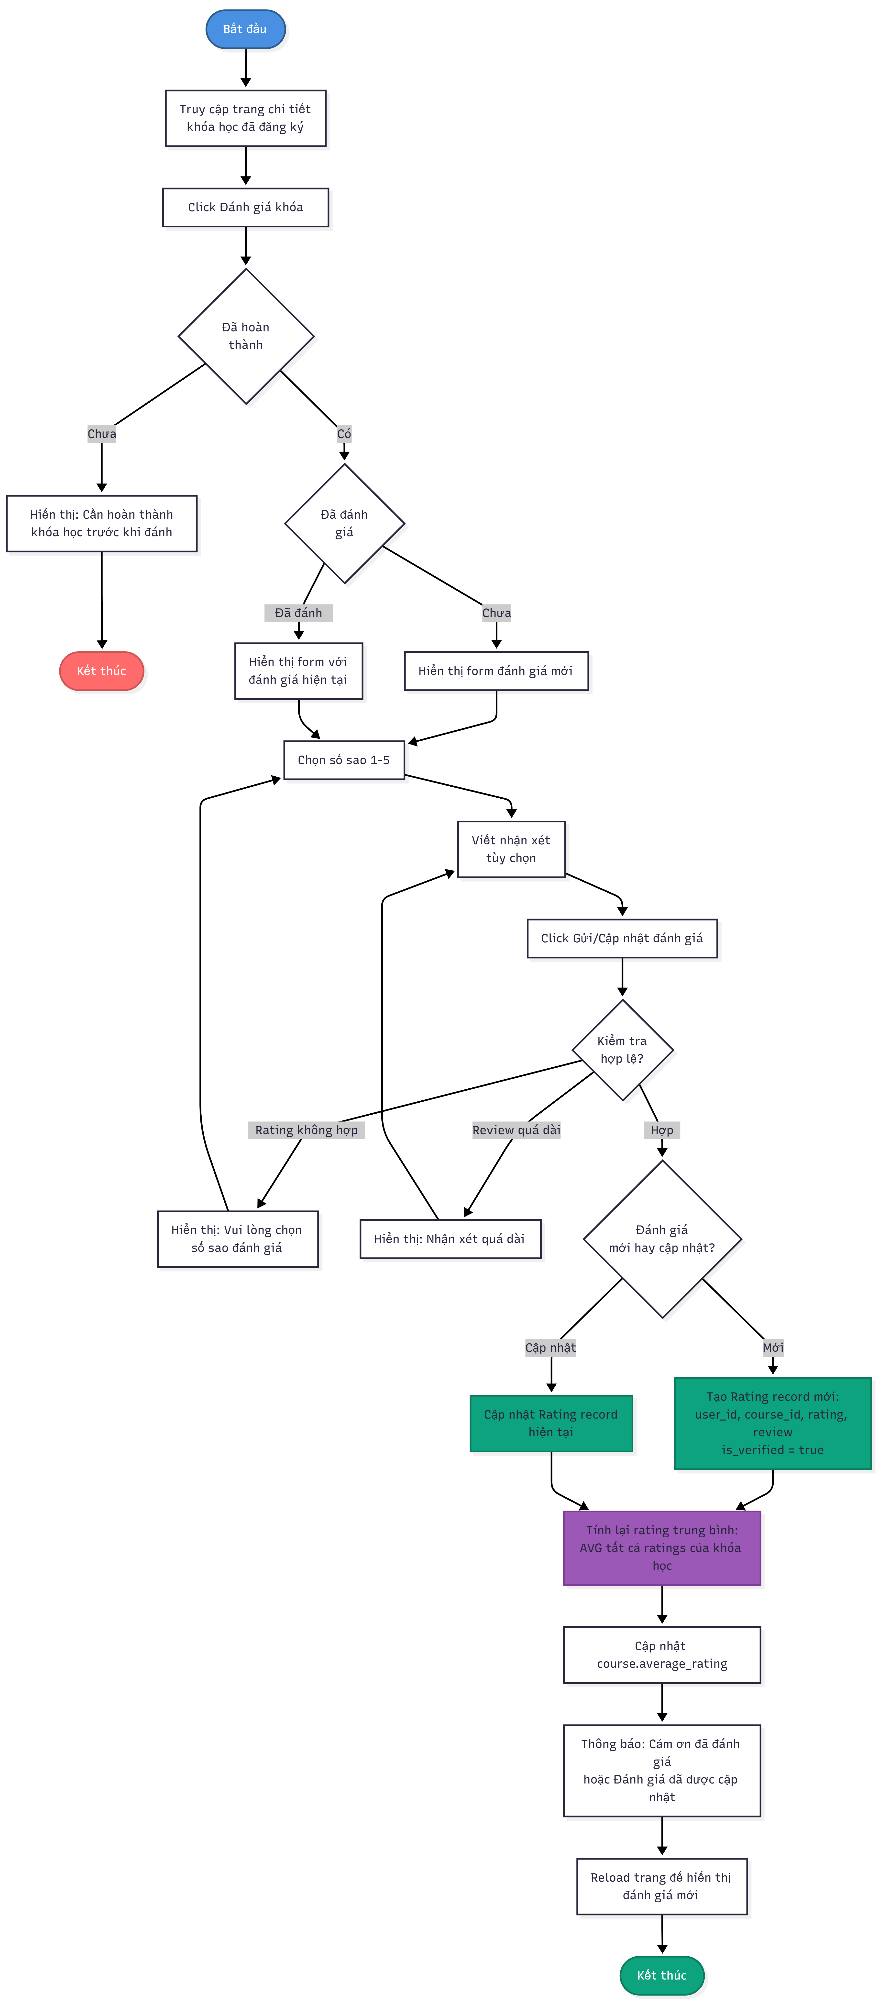 Bắt đầu
Truy cập trang chi tiết
khóa học đã đăng ký
Click Đánh giá khóa
Đã hoàn
thành
Chưa
Có
Hiển thị: Cần hoàn thành
khóa học trước khi đánh
Đã đánh
giá
Đã đánh
Chưa
Kết thúc
Hiển thị form với
đánh giá hiện tại
Hiển thị form đánh giá mới
Chọn số sao 1-5
Viết nhận xét
tùy chọn
Click Gửi/Cập nhật đánh giá
Kiểm tra
hợp lệ?
Rating không hợp
Review quá dài
Hợp
Hiển thị: Vui lòng chọn
số sao đánh giá
Hiển thị: Nhận xét quá dài
Đánh giá
mới hay cập nhật?
Cập nhật
Mới
Cập nhật Rating record
hiện tại
Tạo Rating record mới:
user_id, course_id, rating,
review
is_verified = true
Tính lại rating trung bình:
AVG tất cả ratings của khóa
học
Cập nhật
course.average_rating
Thông báo: Cảm ơn đã đánh
giá
hoặc Đánh giá đã được cập
nhật
Reload trang để hiển thị
đánh giá mới
Kết thúc